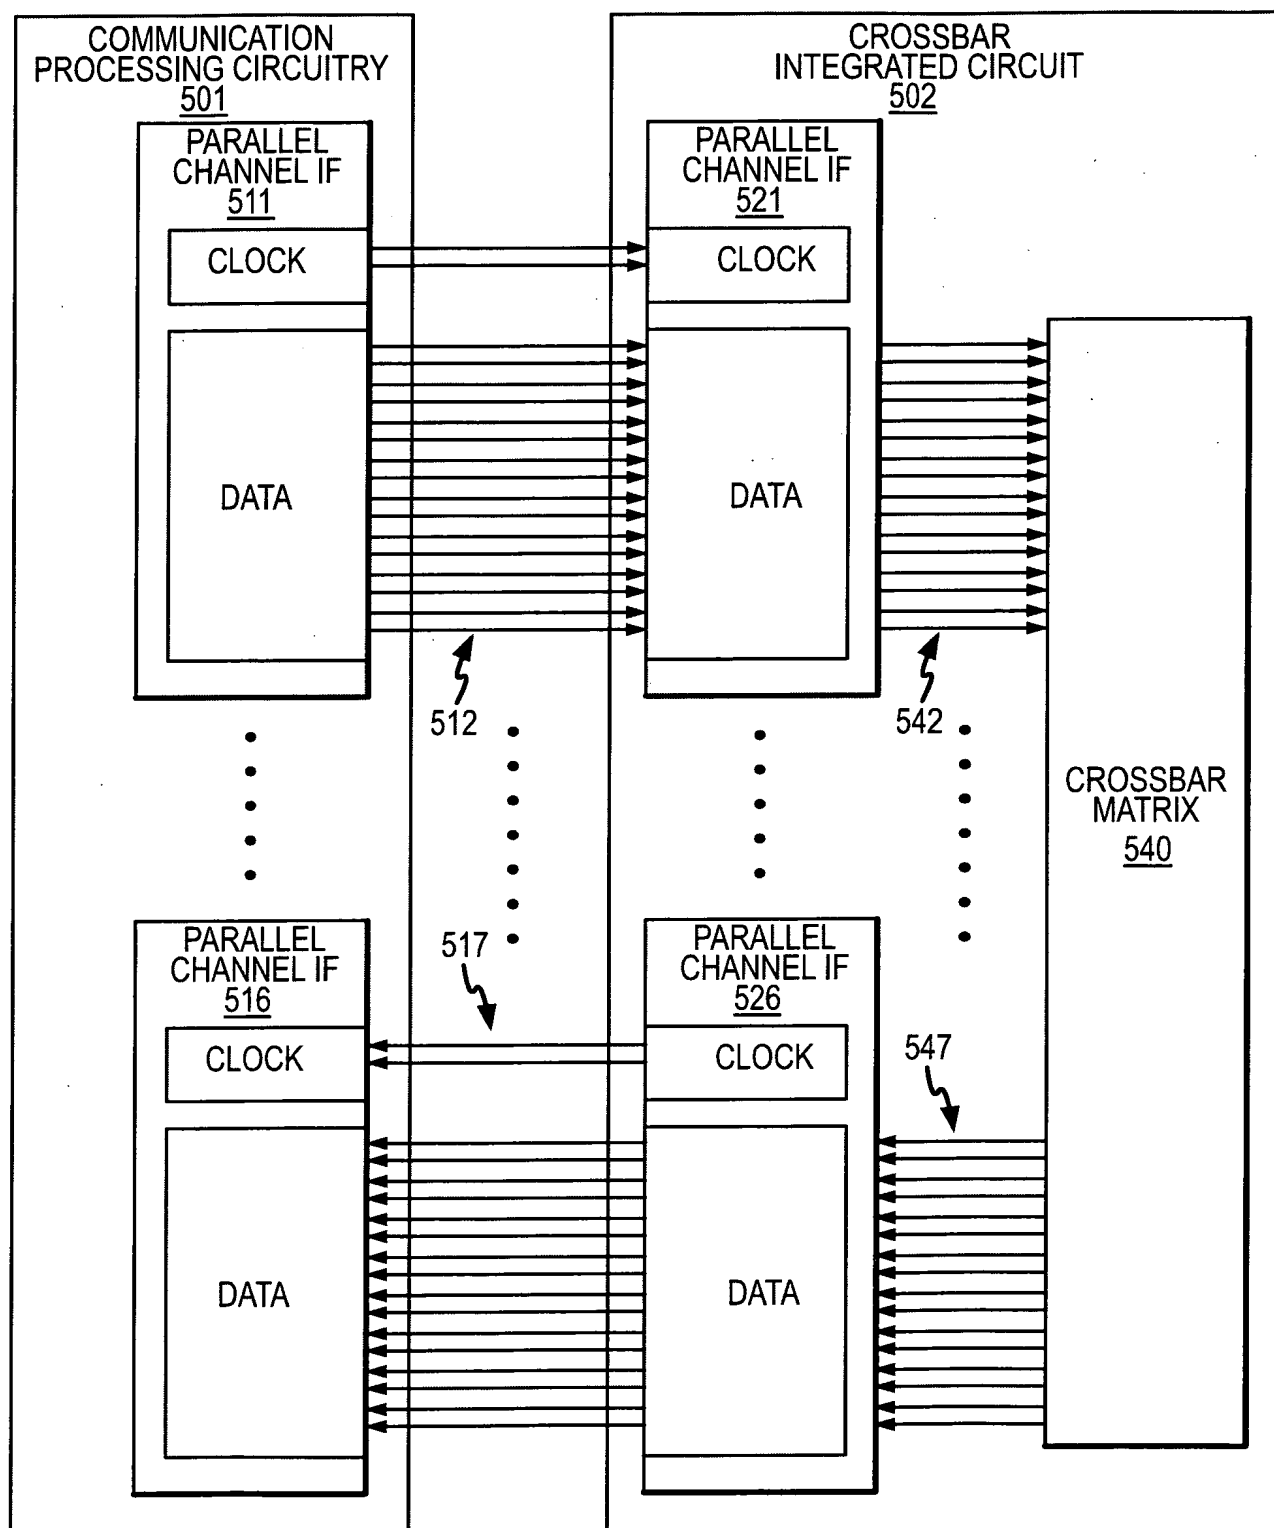 COMMUNICATION
PROCESSING CIRCUITRY
501
CROSSBAR
INTEGRATED CIRCUIT
502
PARALLEL
CHANNEL IF
511
CLOCK
DATA
PARALLEL
CHANNEL IF
521
CLOCK
DATA
512
542
CROSSBAR
MATRIX
540
PARALLEL
CHANNEL IF
516
CLOCK
DATA
517
PARALLEL
CHANNEL IF
526
CLOCK
DATA
547